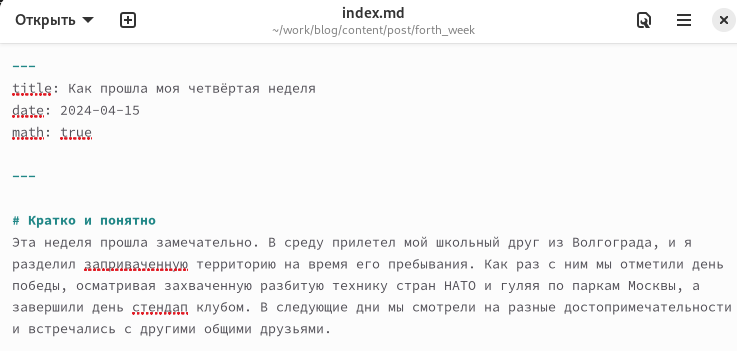 Открыть
index.md
~/work/blog/content/post/forth_week
---
title: Как прошла моя четвёртая неделя
date: 2024-04-15
math: true
---
# Кратко и понятно
Эта неделя прошла замечательно. В среду прилетел мой школьный друг из Волгограда, и я
разделил заприваченную территорию на время его пребывания. Как раз с ним мы отметили день
победы, осматривая захваченную разбитую технику стран НАТО и гуляя по паркам Москвы, а
завершили день стендап клубом. В следующие дни мы смотрели на разные достопримечательности
и встречались с другими общими друзьями.